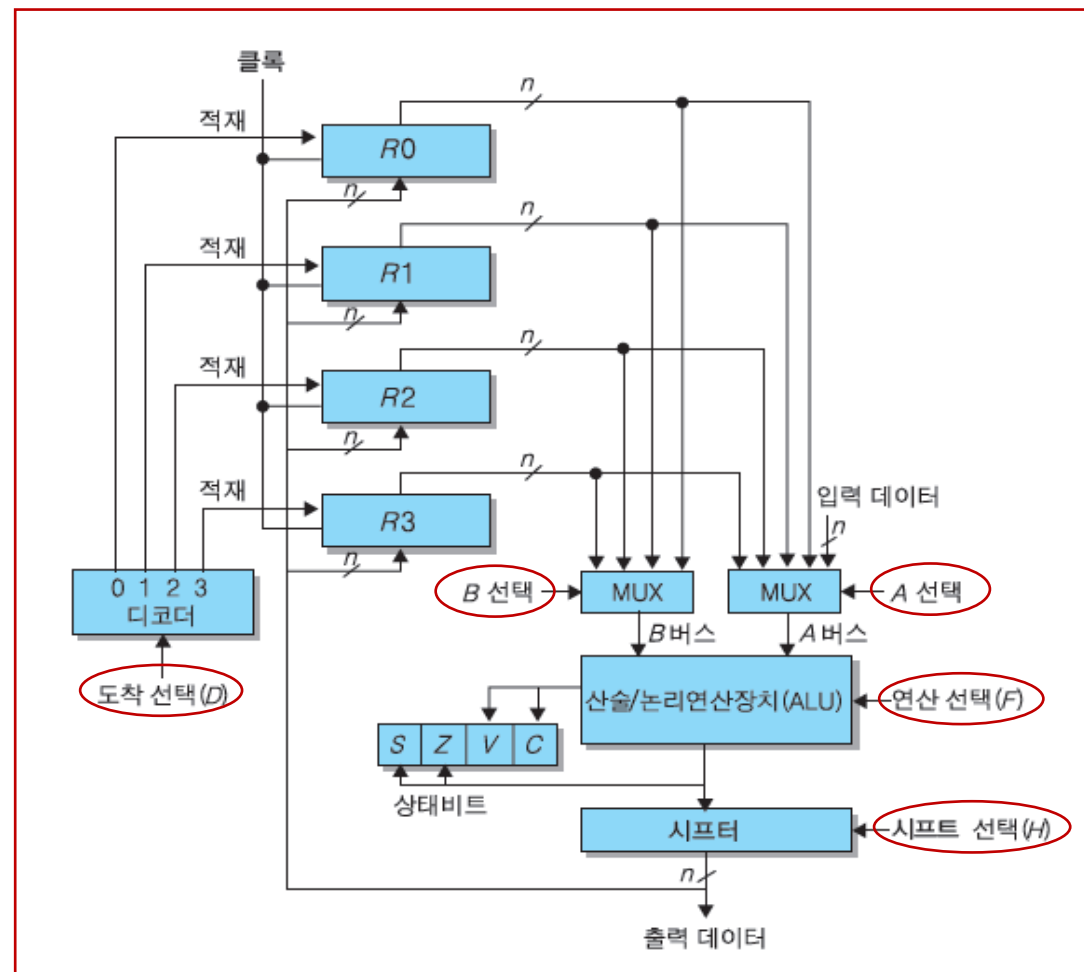 클록
n
적재
R0
n
n
적재
R1
n
n
적재
R2
n
n
적재
R3
n
입력 데이터
n
0 1 2 3
디코더
B 선택
MUX
MUX
A 선택
B 버스
A 버스
도착 선택(D)
산술/논리연산장치(ALU)
연산 선택(F)
S Z V C
상태비트
시프터
시프트 선택(H)
n
출력 데이터